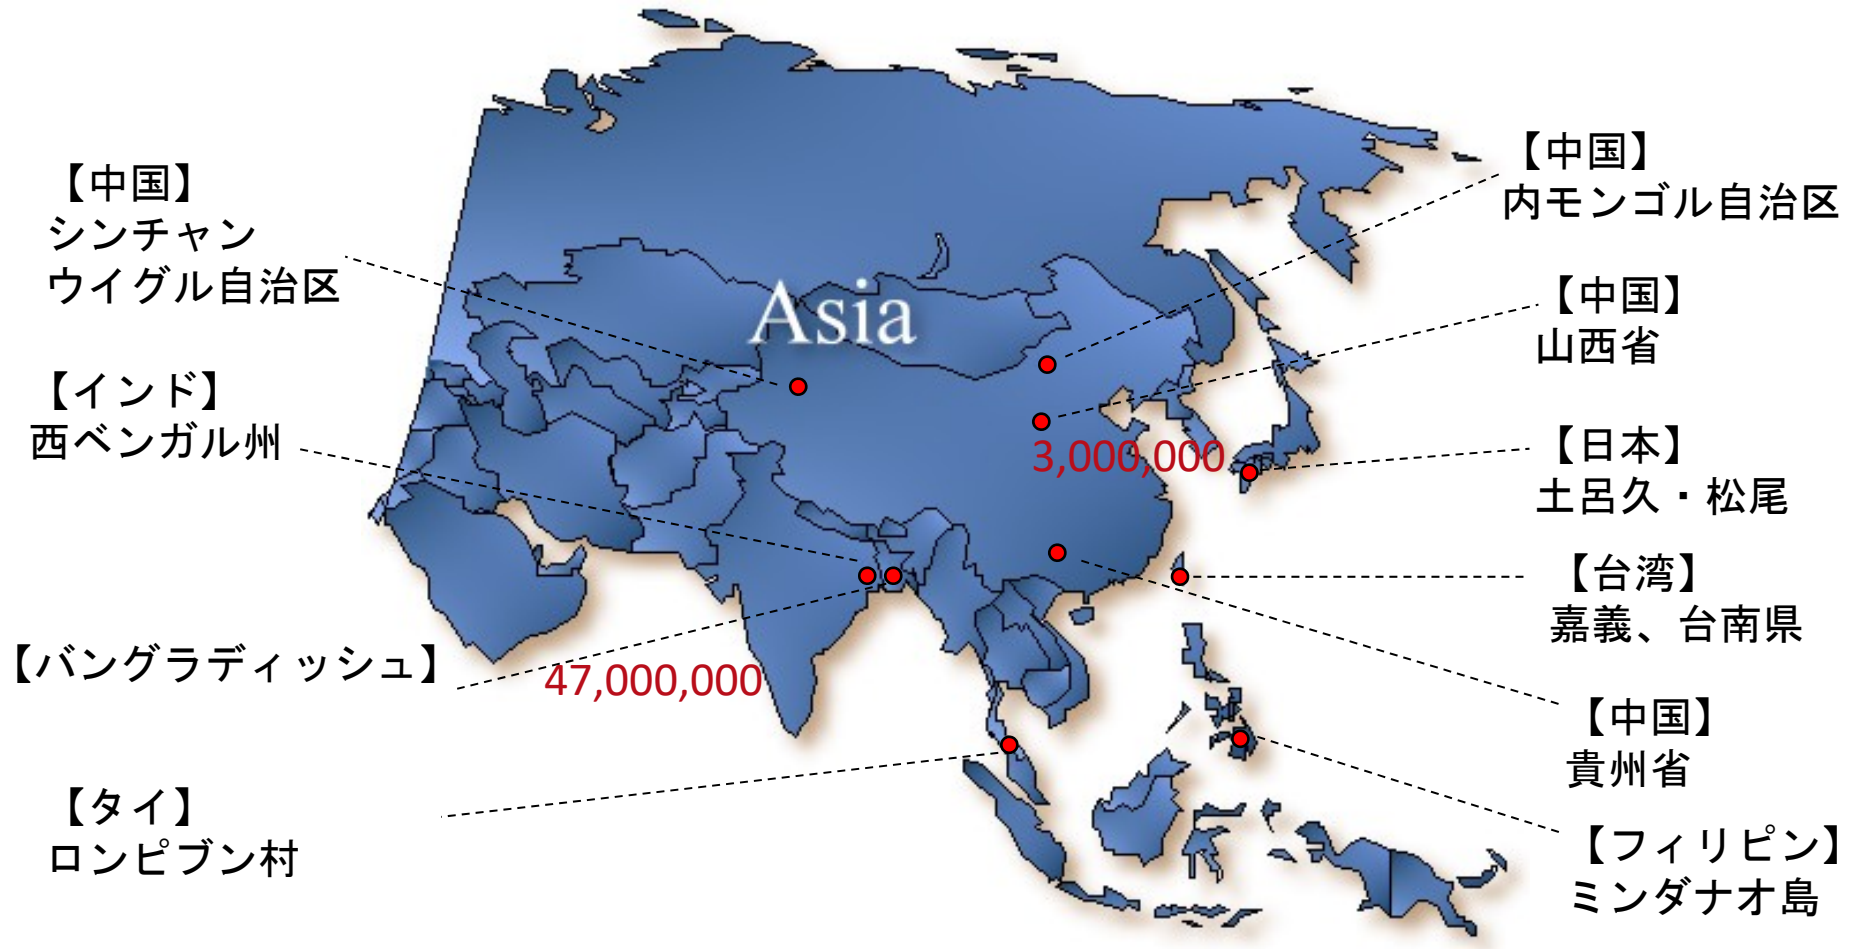 【中国】
シンチャン
ウイグル自治区
【インド】
西ベンガル州
【バングラディッシュ】
47,000,000
【タイ】
ロンピブン村
Asia
3,000,000
【中国】
内モンゴル自治区
【中国】
山西省
【日本】
土呂久・松尾
【台湾】
嘉義、台南県
【中国】
貴州省
【フィリピン】
ミンダナオ島